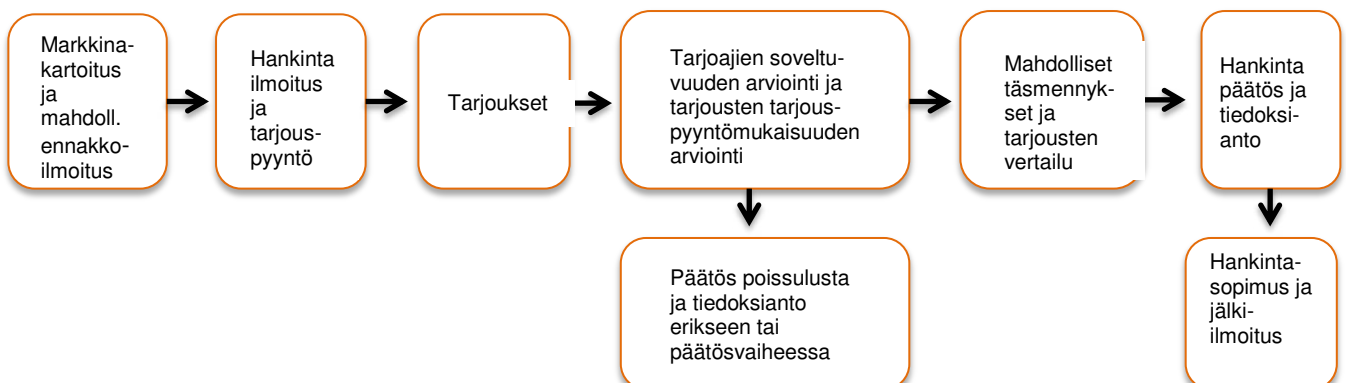 Markkina-
kartoitus
ja
mahdoll.
ennakko-
ilmoitus
Hankinta
ilmoitus
ja
tarjous-
pyyntö
Tarjoukset
Tarjoajien soveltu-
vuuden arviointi ja
tarjousten tarjous-
pyyntömukaisuuden
arviointi
Mahdolliset
täsmennyk-
set ja
tarjousten
vertailu
Hankinta
päätös ja
tiedoksi-
anto
Päätös poissulusta
ja tiedoksianto
erikseen tai
päätösvaiheessa
Hankinta-
sopimus ja
jälki-
ilmoitus